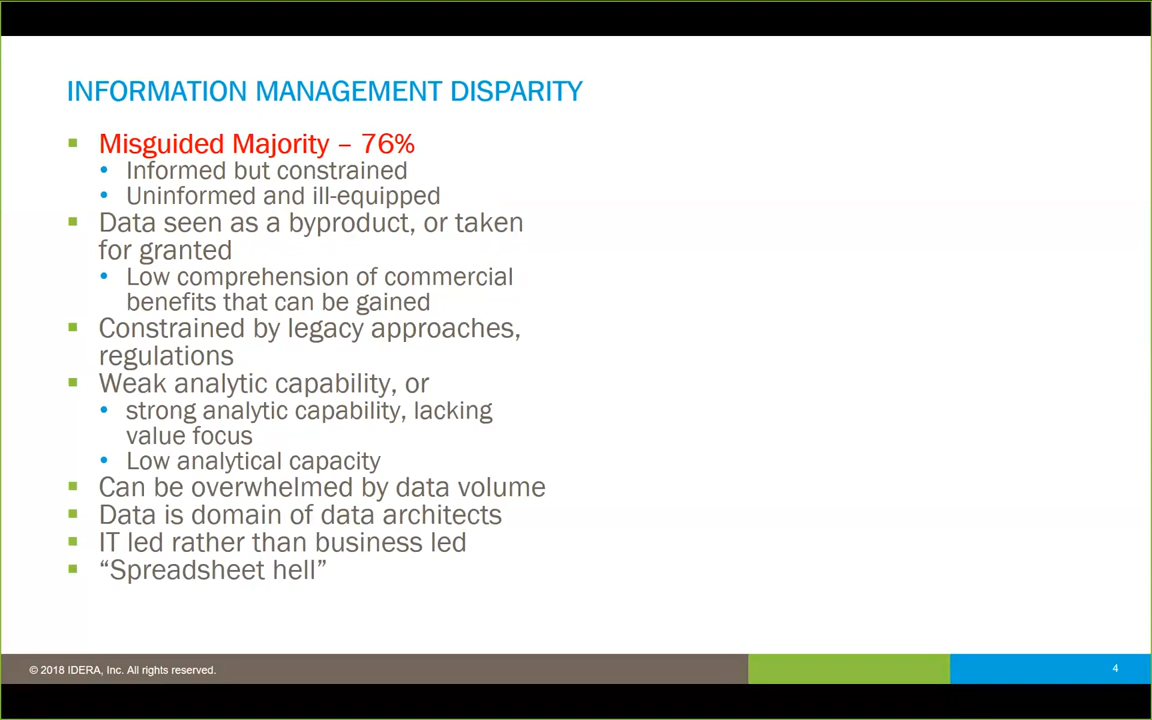 INFORMATION MANAGEMENT DISPARITY
Misguided Majority – 76%
Informed but constrained
Uninformed and ill-equipped
Data seen as a byproduct, or taken
for granted
Low comprehension of commercial
benefits that can be gained
Constrained by legacy approaches,
regulations
Weak analytic capability, or
strong analytic capability, lacking
value focus
Low analytical capacity
Can be overwhelmed by data volume
Data is domain of data architects
IT led rather than business led
“Spreadsheet hell”
© 2018 IDERA, Inc. All rights reserved.
4